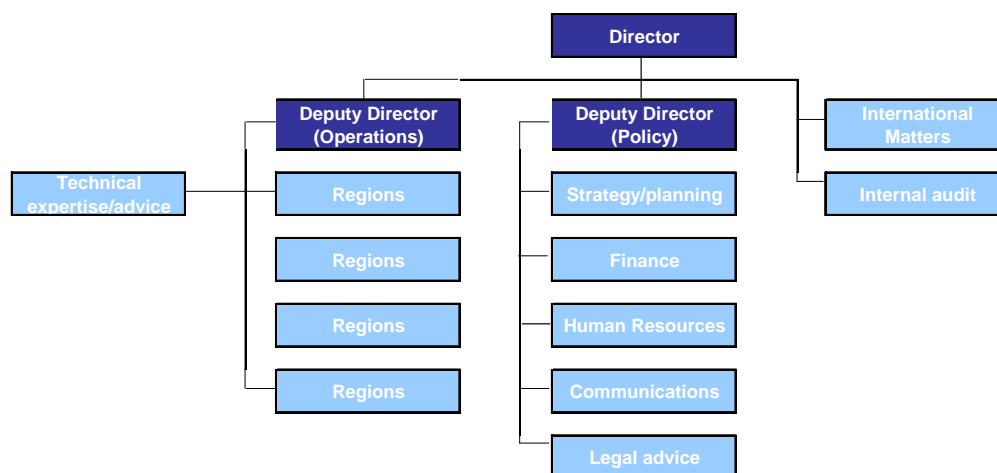 Director
Deputy Director
(Operations)
Deputy Director
(Policy)
International
Matters
Technical
expertise/advice
Regions
Strategy/planning
Internal audit
Regions
Finance
Regions
Human Resources
Regions
Communications
Legal advice